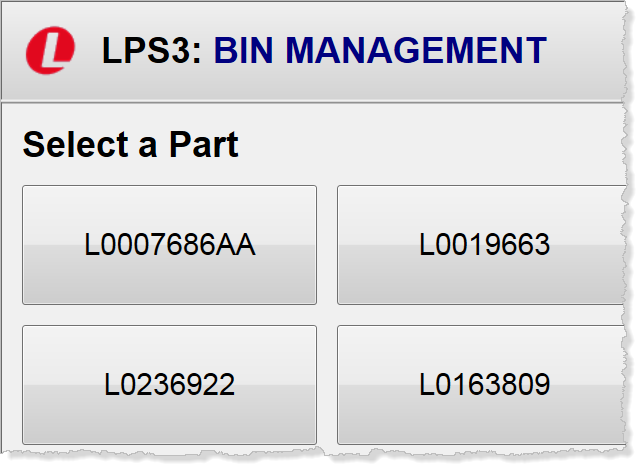 L
LPS3: BIN MANAGEMENT
Select a Part
L0007686AA
L0019663
L0236922
L0163809